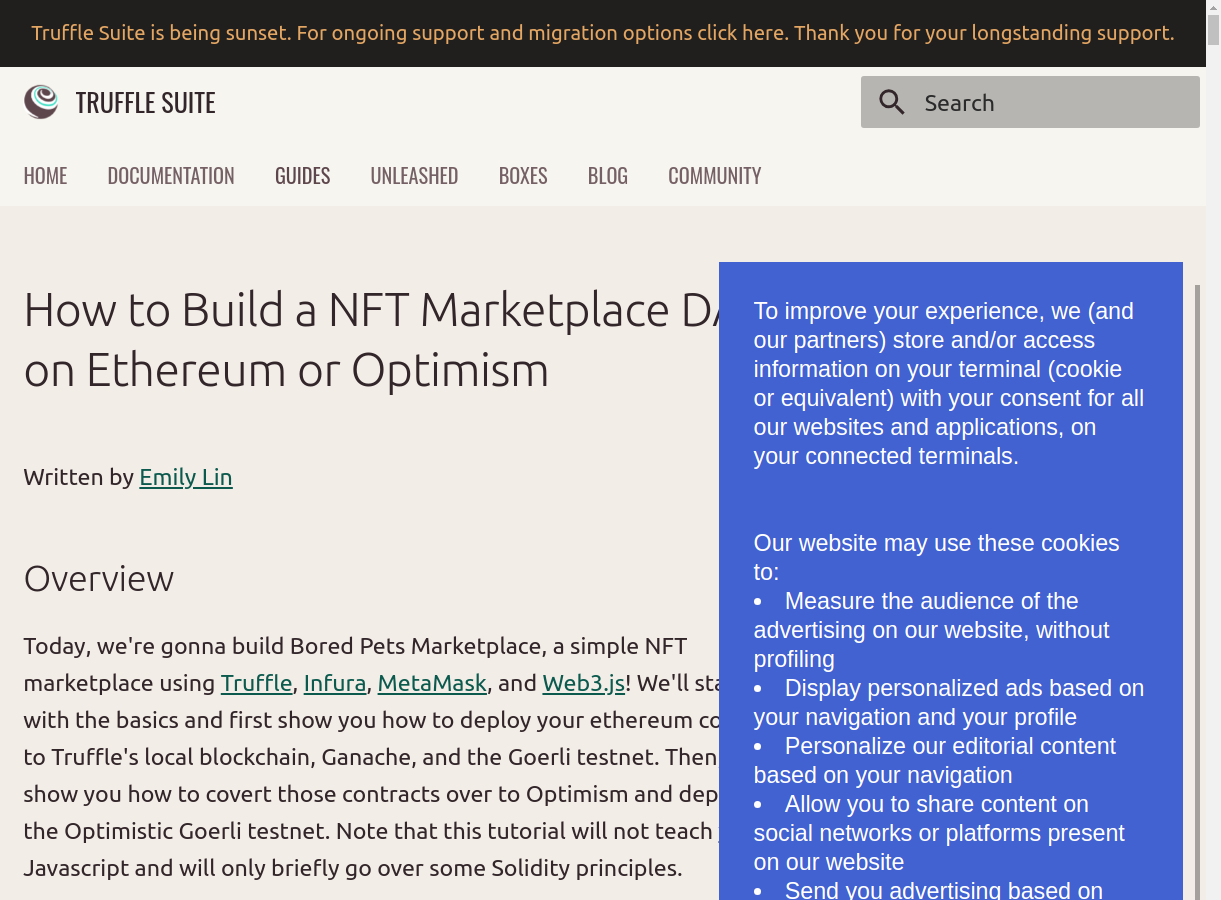 Truffle Suite is being sunset. For ongoing support and migration options click here. Thank you for your longstanding support.
TRUFFLE SUITE
Search
HOME DOCUMENTATION GUIDES UNLEASHED BOXES BLOG COMMUNITY
How to Build a NFT Marketplace
on Ethereum or Optimism
Written by Emily Lin
Overview
Today, we're gonna build Bored Pets Marketplace, a simple NFT
marketplace using Truffle, Infura, MetaMask, and Web3.js! We'll
with the basics and first show you how to deploy your ethereum
to Truffle's local blockchain, Ganache, and the Goerli testnet. Then
show you how to covert those contracts over to Optimism and
the Optimistic Goerli testnet. Note that this tutorial will not teach
Javascript and will only briefly go over some Solidity principles.
To improve your experience, we (and
our partners) store and/or access
information on your terminal (cookie
or equivalent) with your consent for all
our websites and applications, on
your connected terminals.
Our website may use these cookies
to:
• Measure the audience of the
advertising on our website, without
profiling
• Display personalized ads based on
your navigation and your profile
• Personalize our editorial content
based on your navigation
• Allow you to share content on
social networks or platforms present
on our website
• Send you advertising based on